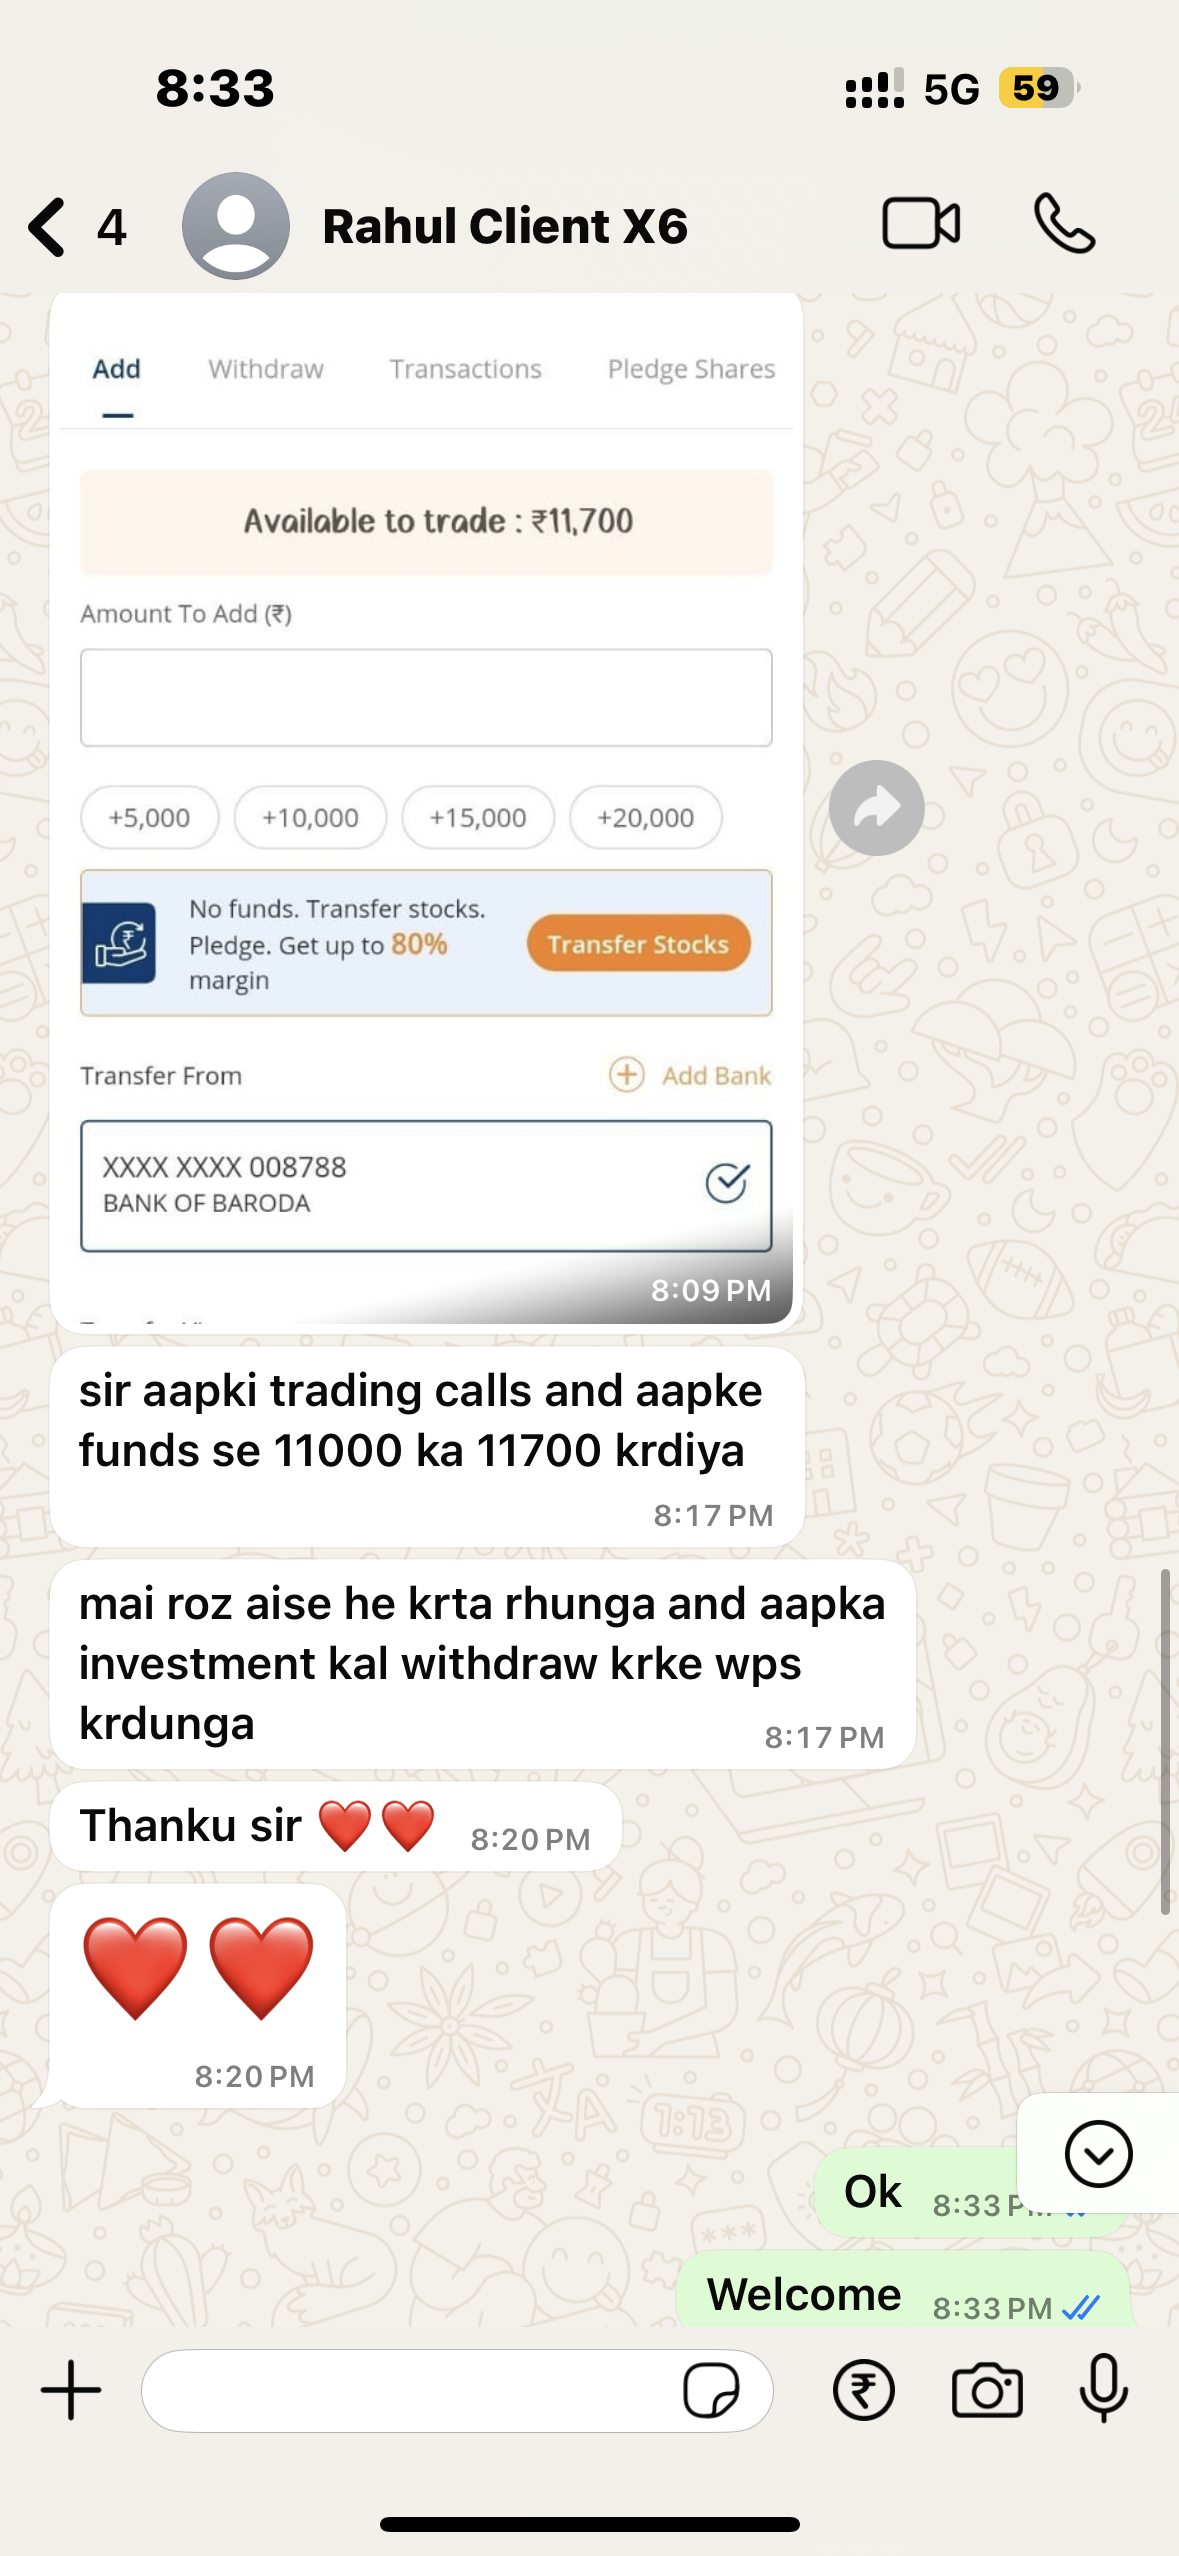 8:33
5G 59
4 Rahul Client X6
Add Withdraw Transactions Pledge Shares
Available to trade : ₹11,700
Amount To Add (₹)
+5,000 +10,000 +15,000 +20,000
No funds. Transfer stocks.
Pledge. Get up to 80%
margin
Transfer Stocks
Transfer From
Add Bank
XXXX XXXX 008788
BANK OF BARODA
8:09 PM
sir aapki trading calls and aapke
funds se 11000 ka 11700 krdiya
8:17 PM
mai roz aise he krta rhunga and aapka
investment kal withdraw krke wps
krdunga
8:17 PM
Thanku sir ❤️❤️ 8:20 PM
❤️❤️
8:20 PM
Ok 8:33
Welcome 8:33 PM